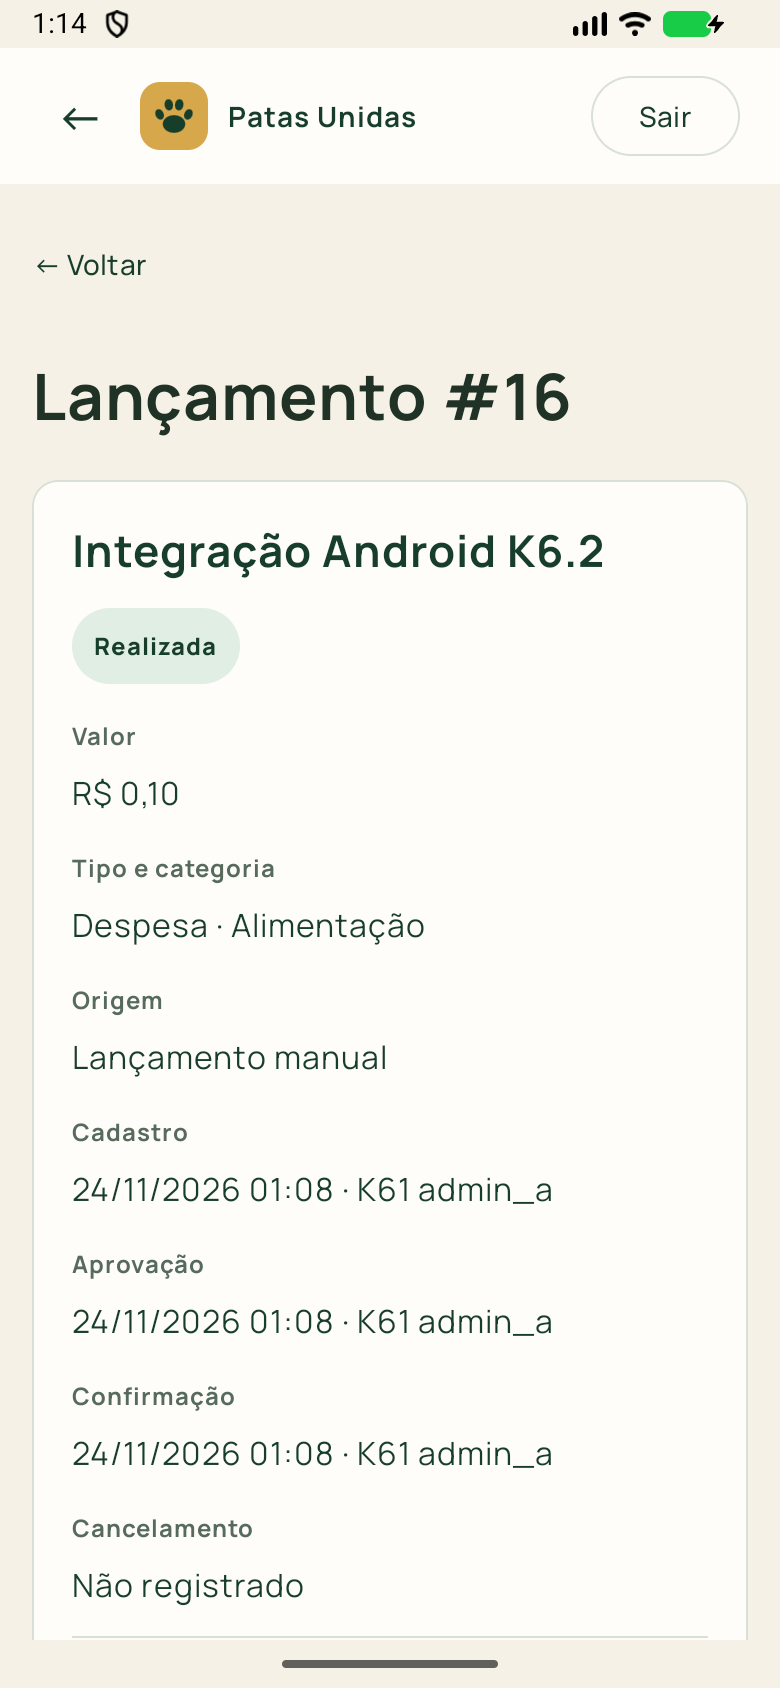 1:14
Patas Unidas
Sair
← Voltar
Lançamento #16
Integração Android K6.2
Realizada
Valor
R$ 0,10
Tipo e categoria
Despesa · Alimentação
Origem
Lançamento manual
Cadastro
24/11/2026 01:08 · K61 admin_a
Aprovação
24/11/2026 01:08 · K61 admin_a
Confirmação
24/11/2026 01:08 · K61 admin_a
Cancelamento
Não registrado